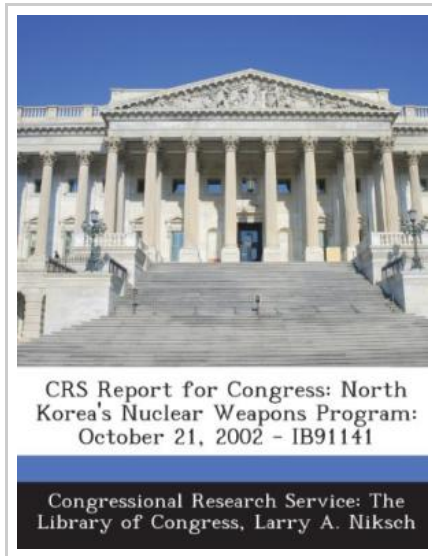 CRS Report for Congress: North
Korea's Nuclear Weapons Program:
October 21, 2002 - IB91141
Congressional Research Service: The
Library of Congress, Larry A. Niksch